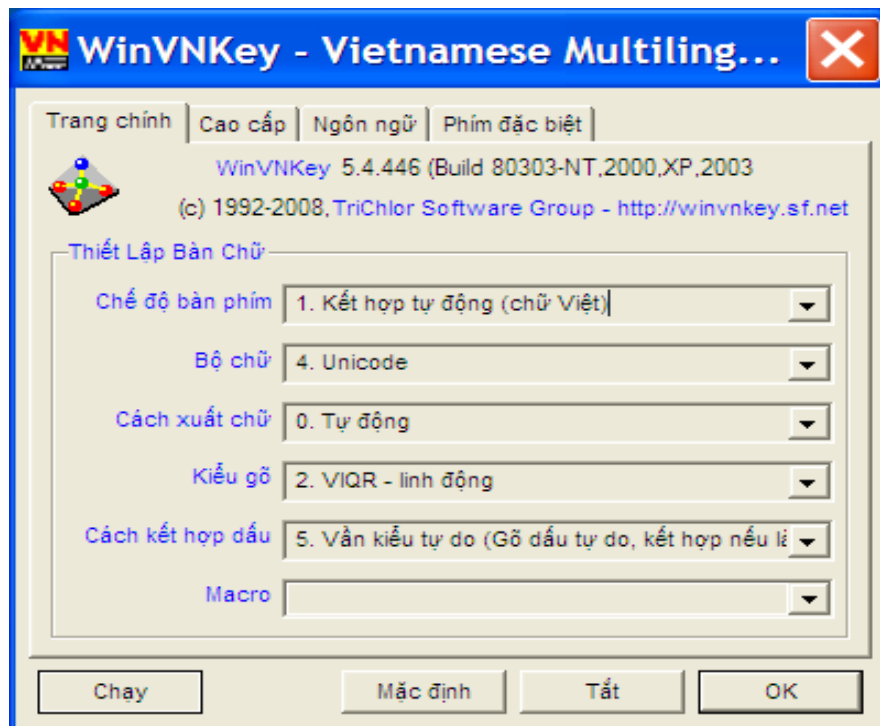 VN
WinVNKey - Vietnamese Multiling...
Trang chính Cao cấp Ngôn ngữ Phím đặc biệt
WinVNKey 5.4.446 (Build 80303-NT,2000,XP,2003
(c) 1992-2008, TriChlor Software Group - http://winvnkey.sf.net
Thiết Lập Bàn Chữ
Chế độ bàn phím 1. Kết hợp tự động (chữ Việt)
Bộ chữ 4. Unicode
Cách xuất chữ 0. Tự động
Kiểu gõ 2. VIQR - linh động
Cách kết hợp dấu 5. Vần kiểu tự do (Gõ dấu tự do, kết hợp nếu là
Macro
Chạy Mặc định Tắt OK